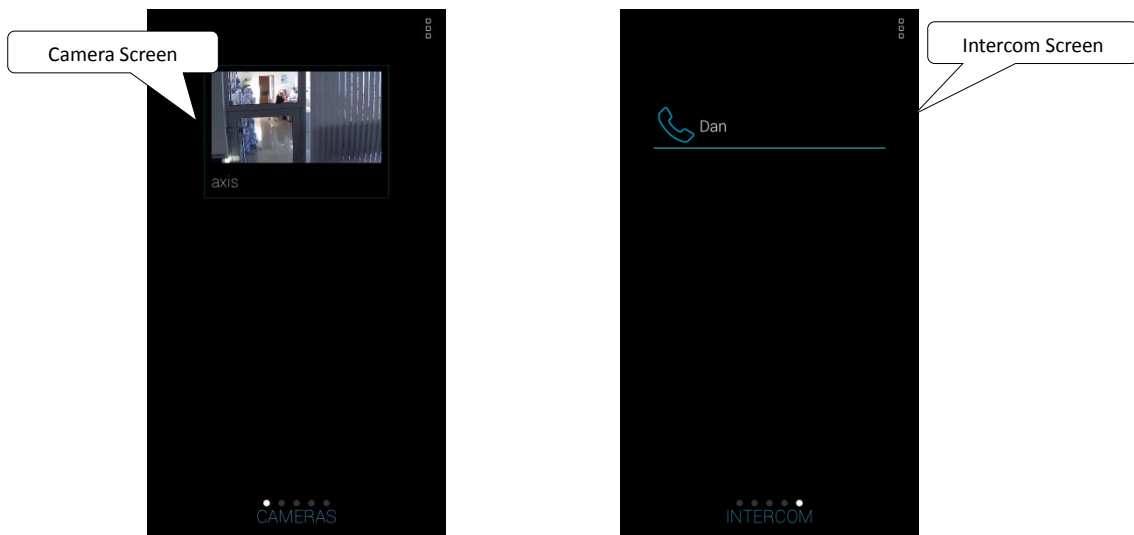 Camera Screen
axis
CAMERAS
Intercom Screen
Dan
INTERCOM